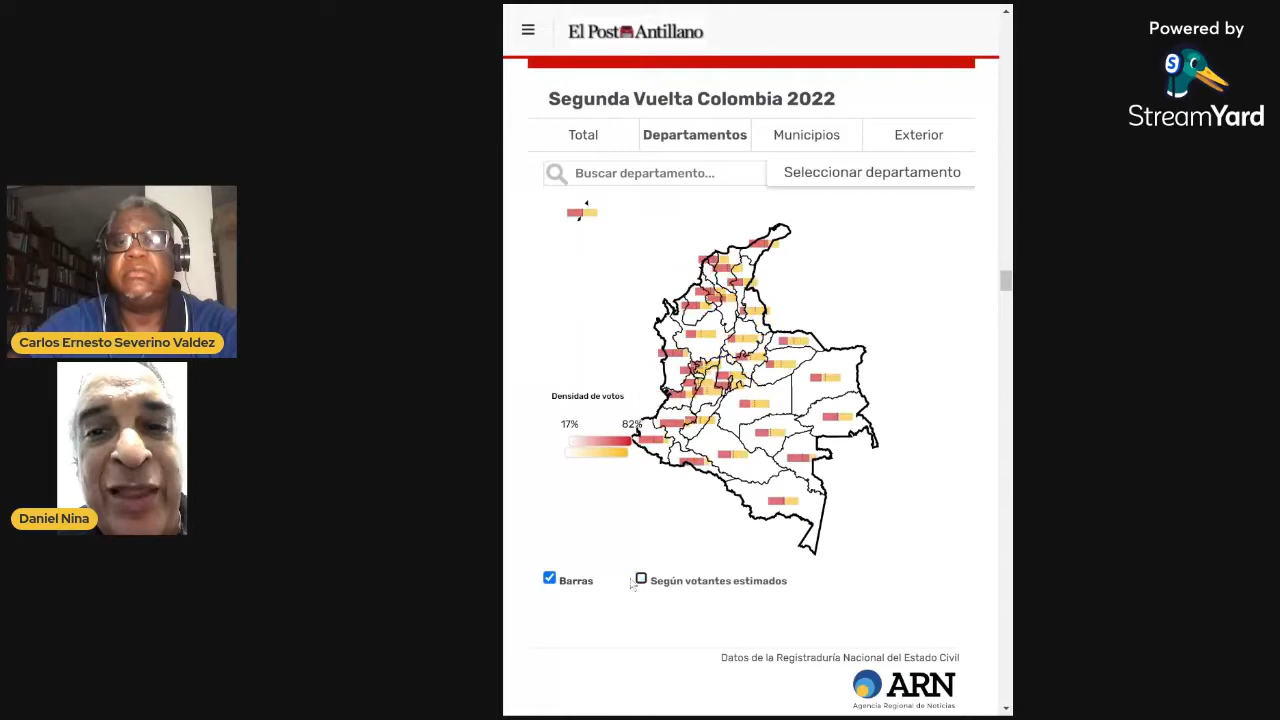 El Post Antillano
Segunda Vuelta Colombia 2022
Total
Departamentos
Municipios
Exterior
Buscar departamento...
Seleccionar departamento
Densidad de votos
17%
82%
Barras
Según votantes estimados
Datos de la Registraduría Nacional del Estado Civil
ARN
Agencia Regional de Noticias
Carlos Ernesto Severino Valdez
Daniel Nina
Powered by
S
StreamYard